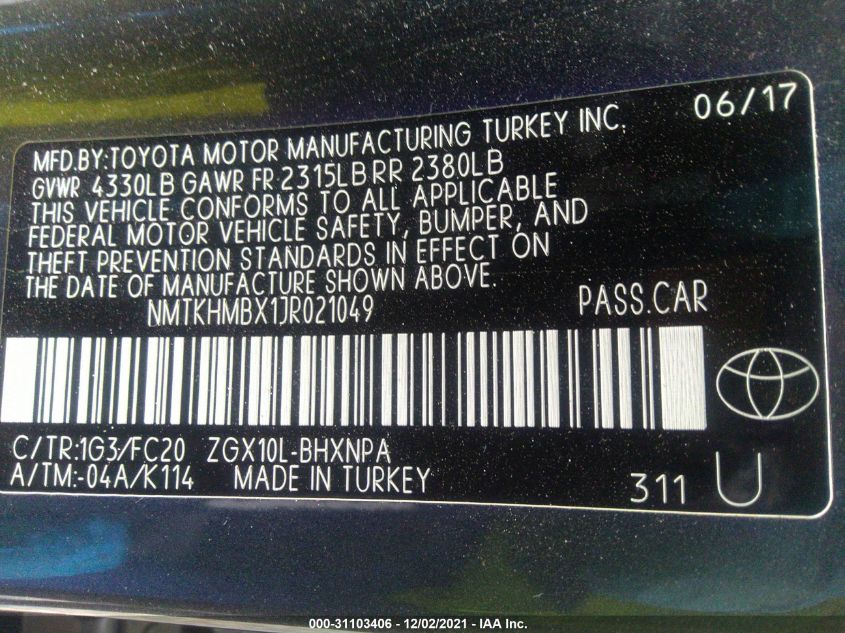 06/17
MFD.BY:TOYOTA MOTOR MANUFACTURING TURKEY INC.
GVWR 4330LB GAWR FR 2315LB RR 2380LB
THIS VEHICLE CONFORMS TO ALL APPLICABLE
FEDERAL MOTOR VEHICLE SAFETY, BUMPER, AND
THEFT PREVENTION STANDARDS IN EFFECT ON
THE DATE OF MANUFACTURE SHOWN ABOVE.
NMTKHMBX1JR021049 PASS.CAR
C/TR:1G3/FC20 ZGX10L-BHXNPA
A/TM:-04A/K114 MADE IN TURKEY
311 U
000-31103406 - 12/02/2021 - IAA Inc.